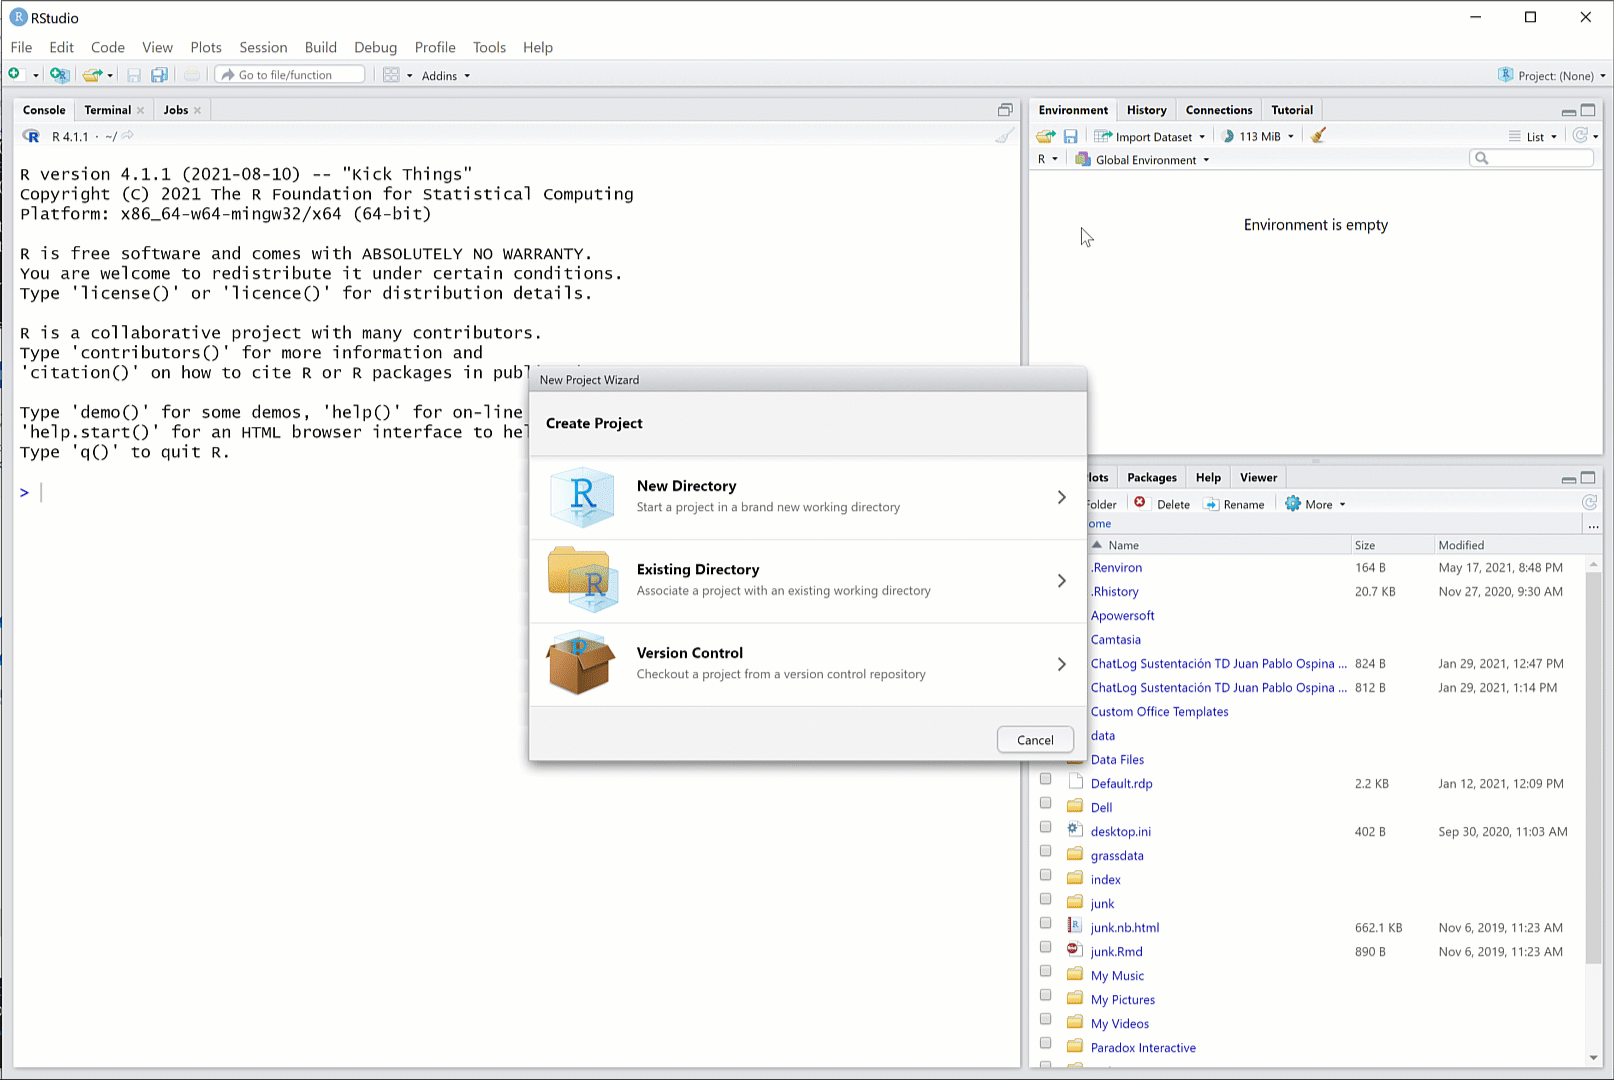 RStudio
File Edit Code View Plots Session Build Debug Profile Tools Help
Go to file/function Addins Project: (None)
Console Terminal Jobs
R 4.1.1 · ~/
R version 4.1.1 (2021-08-10) -- "Kick Things"
Copyright (C) 2021 The R Foundation for Statistical Computing
Platform: x86_64-w64-mingw32/x64 (64-bit)
R is free software and comes with ABSOLUTELY NO WARRANTY.
You are welcome to redistribute it under certain conditions.
Type 'license()' or 'licence()' for distribution details.
R is a collaborative project with many contributors.
Type 'contributors()' for more information and
'citation()' on how to cite R or R packages in publ
Type 'demo()' for some demos, 'help()' for on-line
'help.start()' for an HTML browser interface to hel
Type 'q()' to quit R.
>
New Project Wizard
Create Project
New Directory
Start a project in a brand new working directory
Existing Directory
Associate a project with an existing working directory
Version Control
Checkout a project from a version control repository
Cancel
Environment History Connections Tutorial
Import Dataset 113 MiB List
R Global Environment
Environment is empty
lots Packages Help Viewer
older Delete Rename More
ome ...
Name Size Modified
.Renviron 164 B May 17, 2021, 8:48 PM
.Rhistory 20.7 KB Nov 27, 2020, 9:30 AM
Apowersoft
Camtasia
ChatLog Sustentación TD Juan Pablo Ospina ... 824 B Jan 29, 2021, 12:47 PM
ChatLog Sustentación TD Juan Pablo Ospina ... 812 B Jan 29, 2021, 1:14 PM
Custom Office Templates
data
Data Files
Default.rdp 2.2 KB Jan 12, 2021, 12:09 PM
Dell
desktop.ini 402 B Sep 30, 2020, 11:03 AM
grassdata
index
junk
junk.nb.html 662.1 KB Nov 6, 2019, 11:23 AM
junk.Rmd 890 B Nov 6, 2019, 11:23 AM
My Music
My Pictures
My Videos
Paradox Interactive